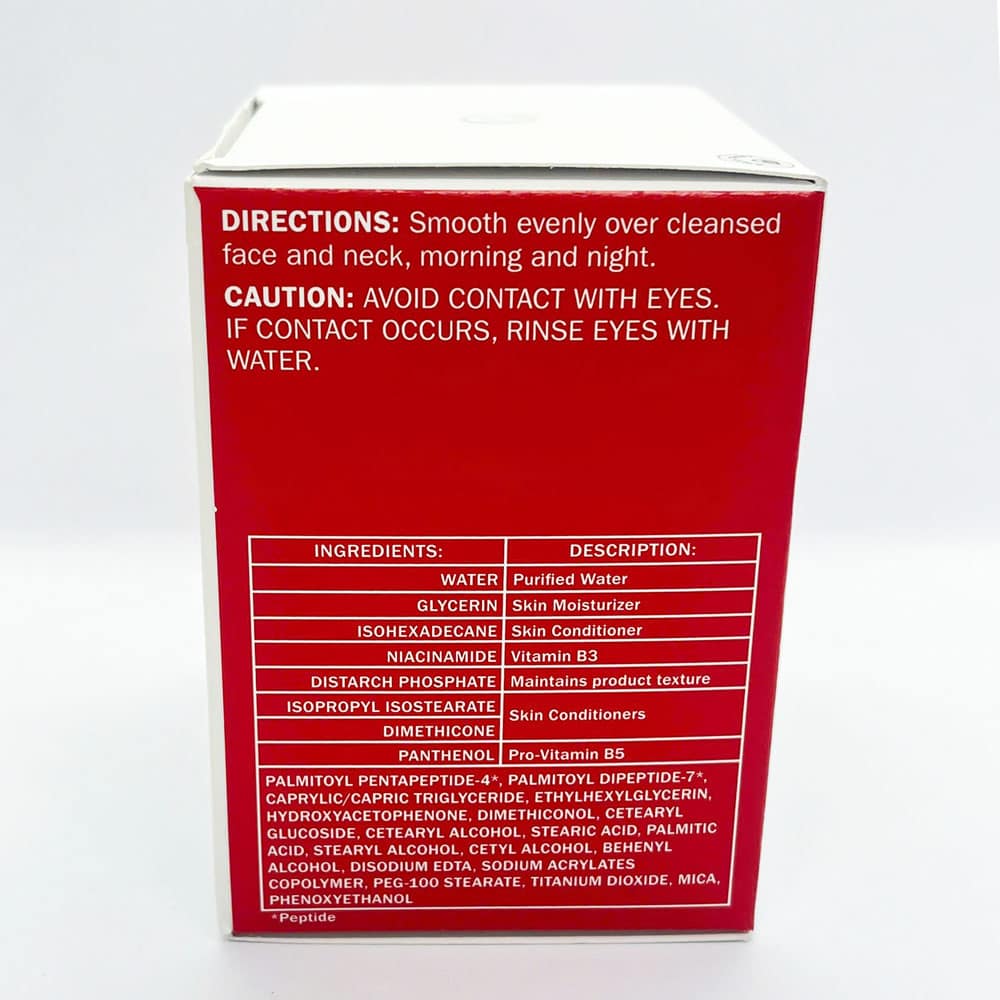 DIRECTIONS: Smooth evenly over cleansed
face and neck, morning and night.
CAUTION: AVOID CONTACT WITH EYES.
IF CONTACT OCCURS, RINSE EYES WITH
WATER.
INGREDIENTS: DESCRIPTION:
WATER Purified Water
GLYCERIN Skin Moisturizer
ISOHEXADECANE Skin Conditioner
NIACINAMIDE Vitamin B3
DISTARCH PHOSPHATE Maintains product texture
ISOPROPYL ISOSTEARATE
Skin Conditioners
DIMETHICONE
PANTHENOL Pro-Vitamin B5
PALMITOYL PENTAPEPTIDE-4*, PALMITOYL DIPEPTIDE-7*,
CAPRYLIC/CAPRIC TRIGLYCERIDE, ETHYLHEXYLGLYCERIN,
HYDROXYACETOPHENONE, DIMETHICONOL, CETEARYL
GLUCOSIDE, CETEARYL ALCOHOL, STEARIC ACID, PALMITIC
ACID, STEARYL ALCOHOL, CETYL ALCOHOL, BEHENYL
ALCOHOL, DISODIUM EDTA, SODIUM ACRYLATES
COPOLYMER, PEG-100 STEARATE, TITANIUM DIOXIDE, MICA,
PHENOXYETHANOL
*Peptide